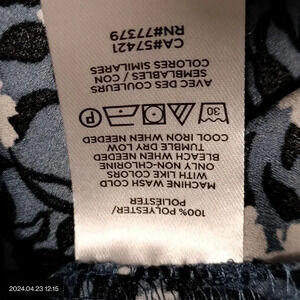 100% POLYESTER/
POLIESTER
MACHINE WASH COLD
WITH LIKE COLORS
ONLY NON-CHLORINE
BLEACH WHEN NEEDED
TUMBLE DRY LOW
COOL IRON WHEN NEEDED
30
P
AVEC DES COULEURS
SEMBLABLES / CON
COLORES SIMILARES
CA#57421
RN#77379
2024.04.23 12:15